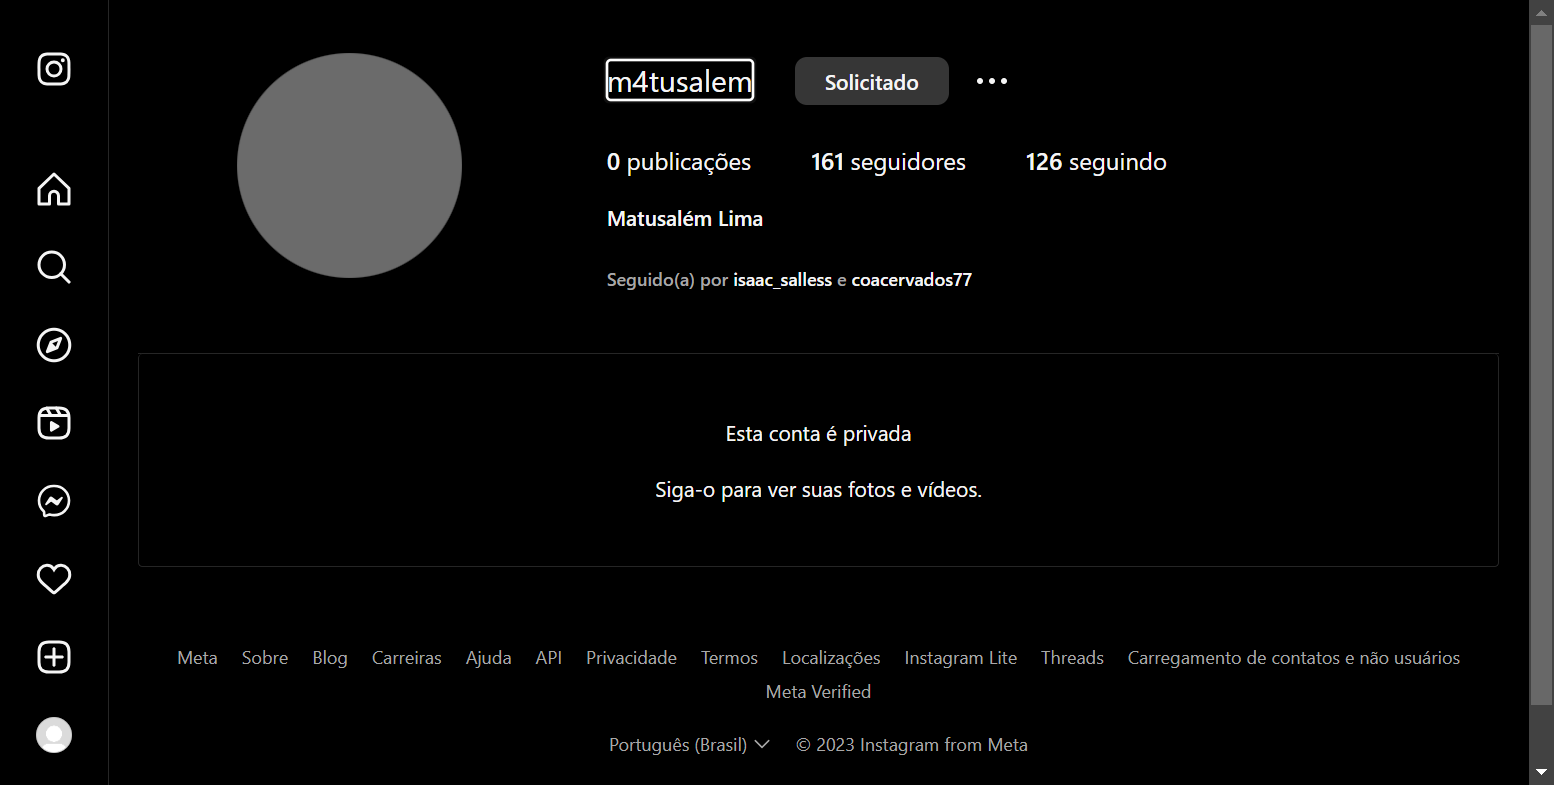 m4tusalem Solicitado
0 publicações 161 seguidores 126 seguindo
Matusalém Lima
Seguido(a) por isaac_salless e coacervados77
Esta conta é privada
Siga-o para ver suas fotos e vídeos.
Meta Sobre Blog Carreiras Ajuda API Privacidade Termos Localizações Instagram Lite Threads Carregamento de contatos e não usuários
Meta Verified
Português (Brasil) © 2023 Instagram from Meta